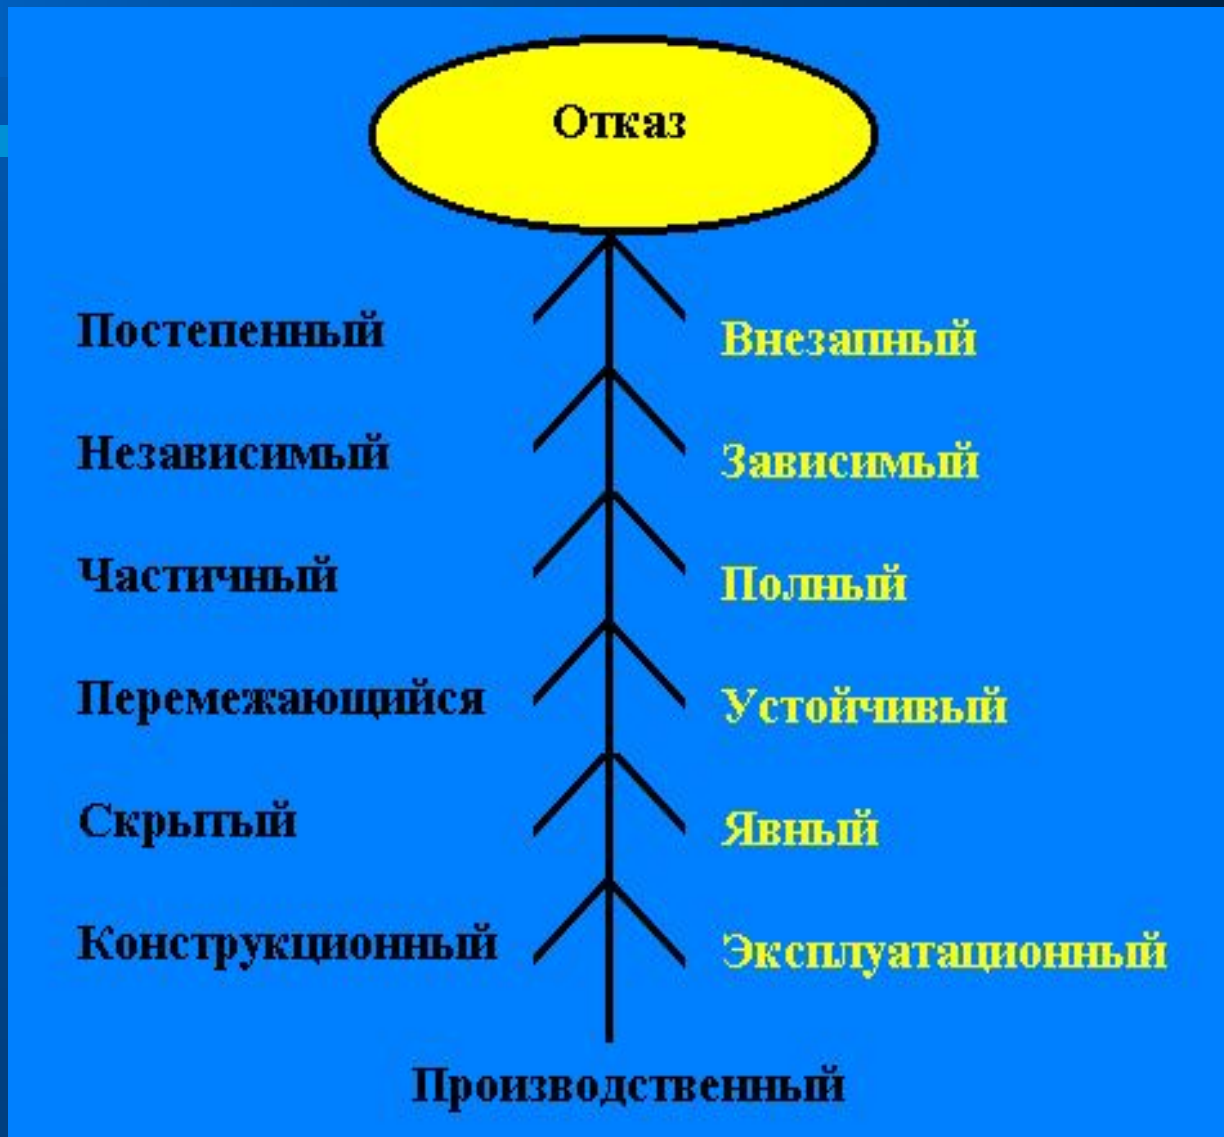 Отказ
Постепенный
Внезапный
Независимый
Зависимый
Частичный
Полный
Перемежающийся
Устойчивый
Скрытый
Явный
Конструкционный
Эксплуатационный
Производственный